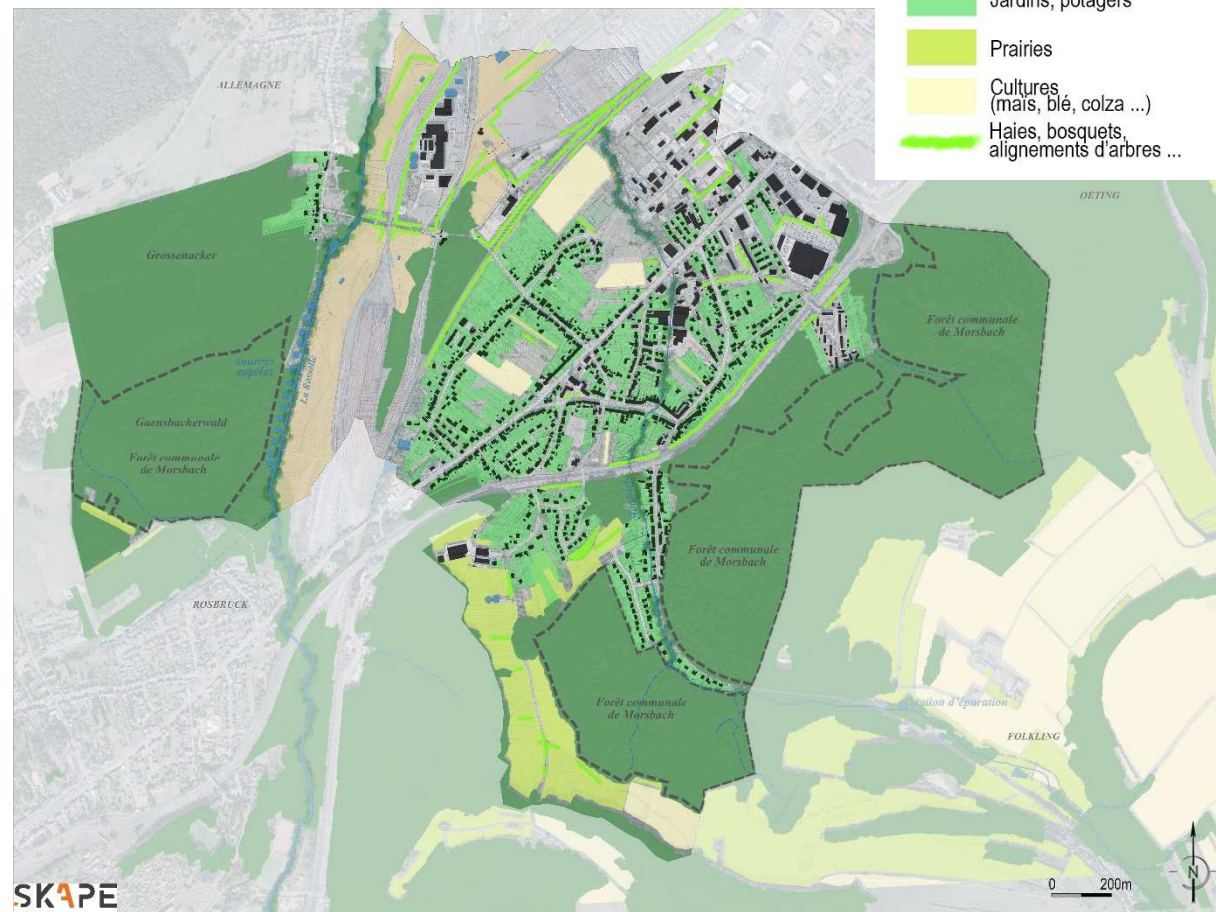 Jardins, potagers
Prairies
Cultures
(maïs, blé, colza ...)
Haies, bosquets,
alignements d'arbres ...
ALLEMAGNE
OETING
Grossenacker
Forêt communale
de Morsbach
sources
captées
La Rosselle
Guensbacherwald
Forêt communale
de Morsbach
Forêt communale
de Morsbach
ROSBRUCK
Forêt communale
de Morsbach
station d'épuration
FOLKLING
N
0 200m
SKAPE